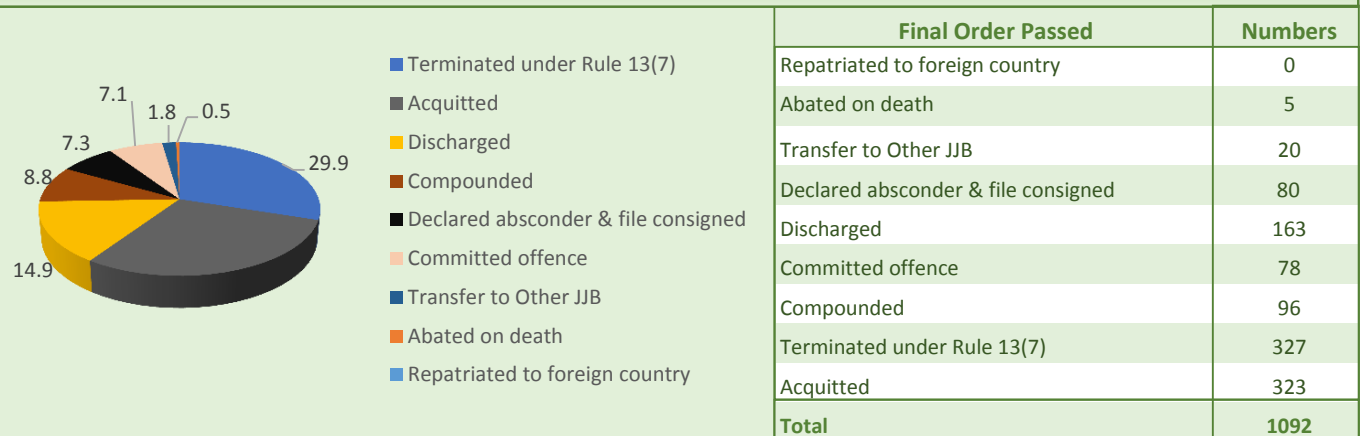 7.1
1.8
0.5
7.3
29.9
8.8
14.9
Terminated under Rule 13(7)
Acquitted
Discharged
Compounded
Declared absconder & file consigned
Committed offence
Transfer to Other JJB
Abated on death
Repatriated to foreign country
Final Order Passed Numbers
Repatriated to foreign country 0
Abated on death 5
Transfer to Other JJB 20
Declared absconder & file consigned 80
Discharged 163
Committed offence 78
Compounded 96
Terminated under Rule 13(7) 327
Acquitted 323
Total 1092